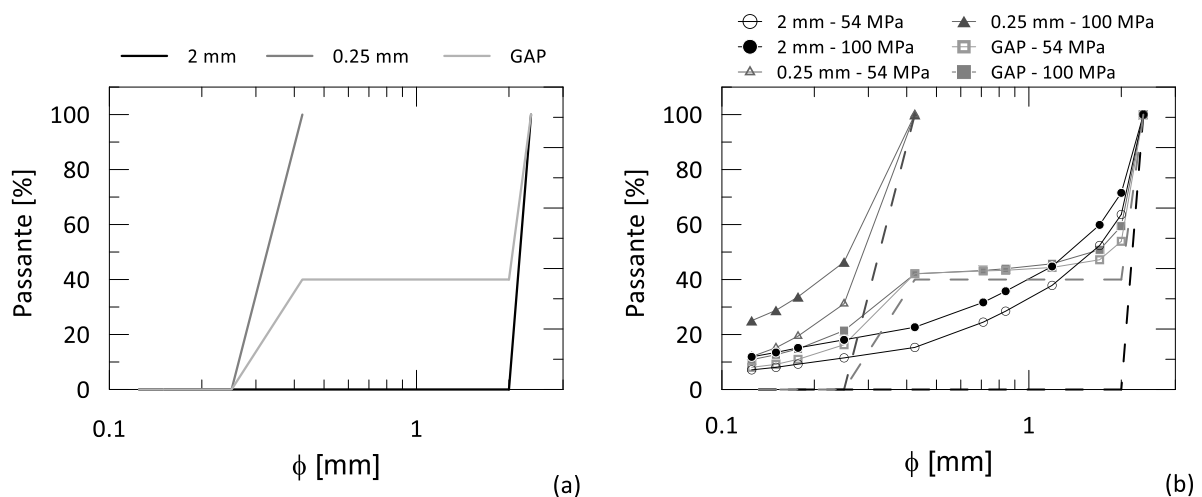 2 mm 0.25 mm GAP
100
80
60
40
20
0
0.1 1
Passante [%]
ϕ [mm]
(a)
2 mm - 54 MPa 0.25 mm - 100 MPa
2 mm - 100 MPa GAP - 54 MPa
0.25 mm - 54 MPa GAP - 100 MPa
100
80
60
40
20
0
0.1 1
Passante [%]
ϕ [mm]
(b)